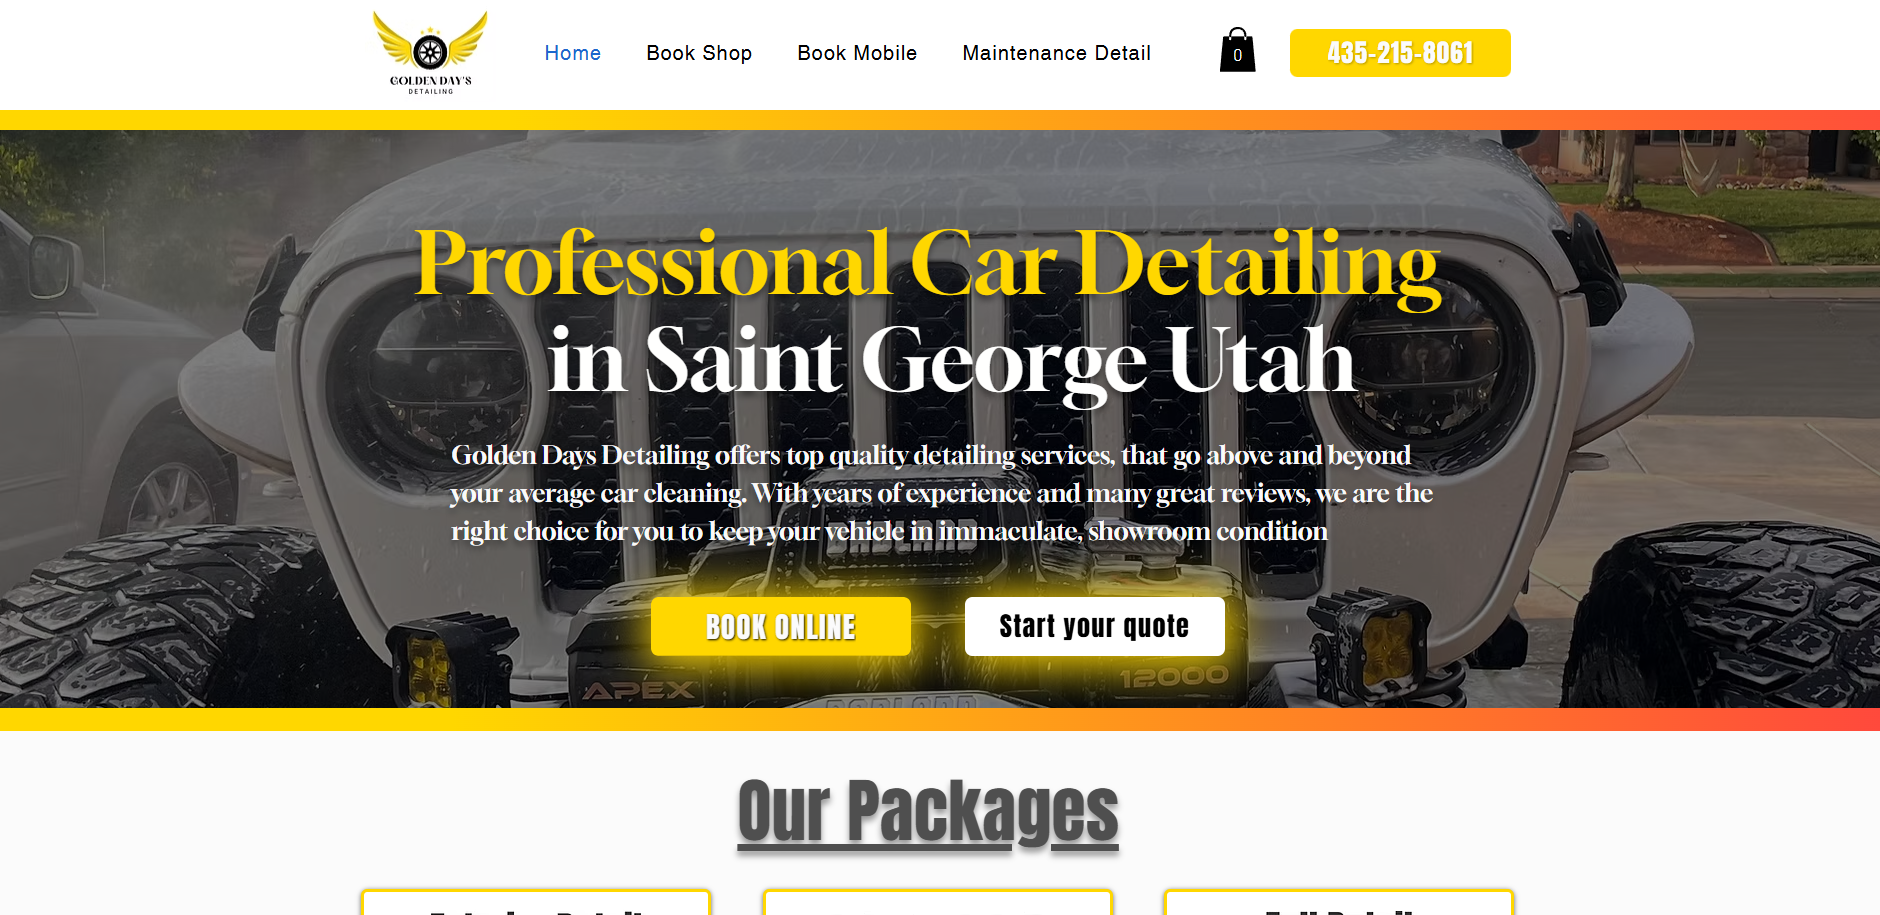 GOLDEN DAY'S
DETAILING
Home
Book Shop
Book Mobile
Maintenance Detail
0
435-215-8061
Professional Car Detailing
in Saint George Utah
Golden Days Detailing offers top quality detailing services, that go above and beyond
your average car cleaning. With years of experience and many great reviews, we are the
right choice for you to keep your vehicle in immaculate, showroom condition
BOOK ONLINE
Start your quote
APEX
12000
BADLAND
Our Packages